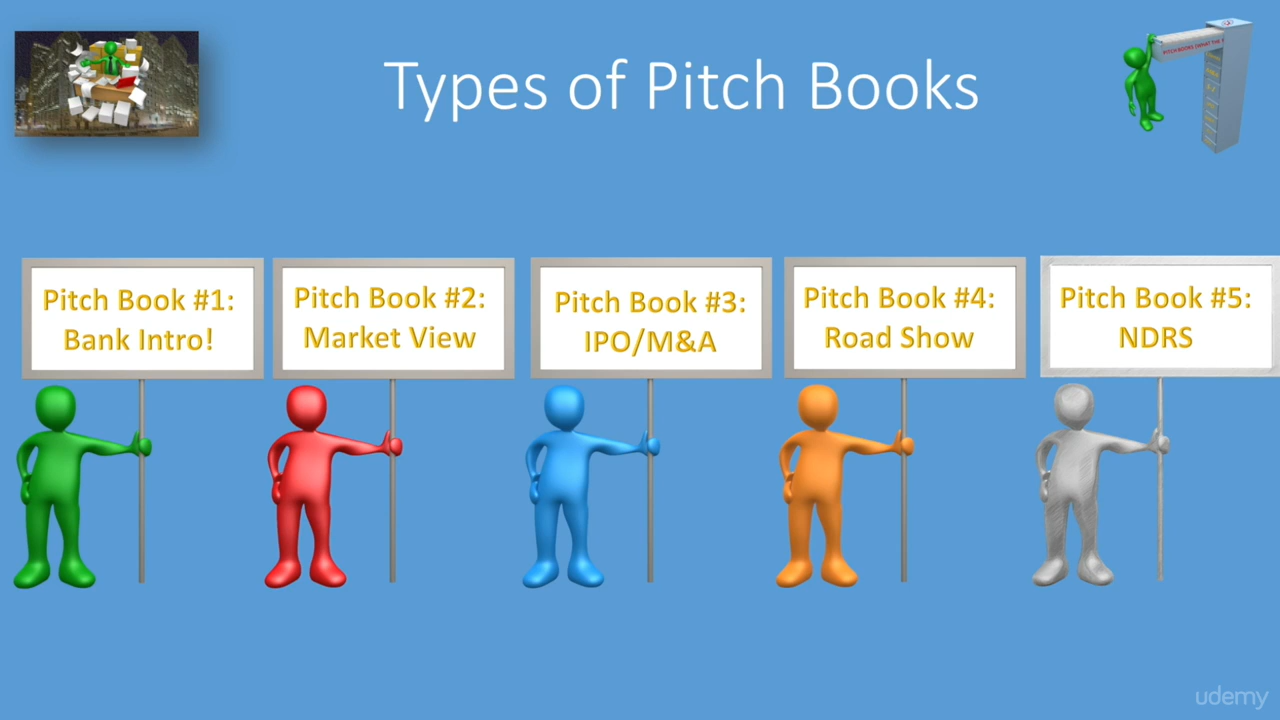 Types of Pitch Books
Pitch Book #1:
Bank Intro!
Pitch Book #2:
Market View
Pitch Book #3:
IPO/M&A
Pitch Book #4:
Road Show
Pitch Book #5:
NDRS
udemy